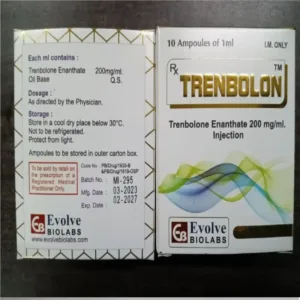 Each ml contains :
Trenbolone Enanthate 200mg/ml.
Oil Base Q.S.
Dosage :
As directed by the Physician.
Storage :
Store in a cool dry place below 30°C.
Not to be refrigerated.
Protect from light.
Ampoules to be stored in outer carton box.
To be sold by retail on
the prescription of a
Registered Medical
Practitioner Only.
Batch No. : MI-295
Mfg. Date : 03-2023
Exp. Date : 02-2027
EB Evolve
BIOLABS
www.evolvebiolabs.com
10 Ampoules of 1ml I.M. ONLY
Rx TRENBOLON™
Trenbolone Enanthate 200 mg/ml.
Injection
EB Evolve
BIOLABS